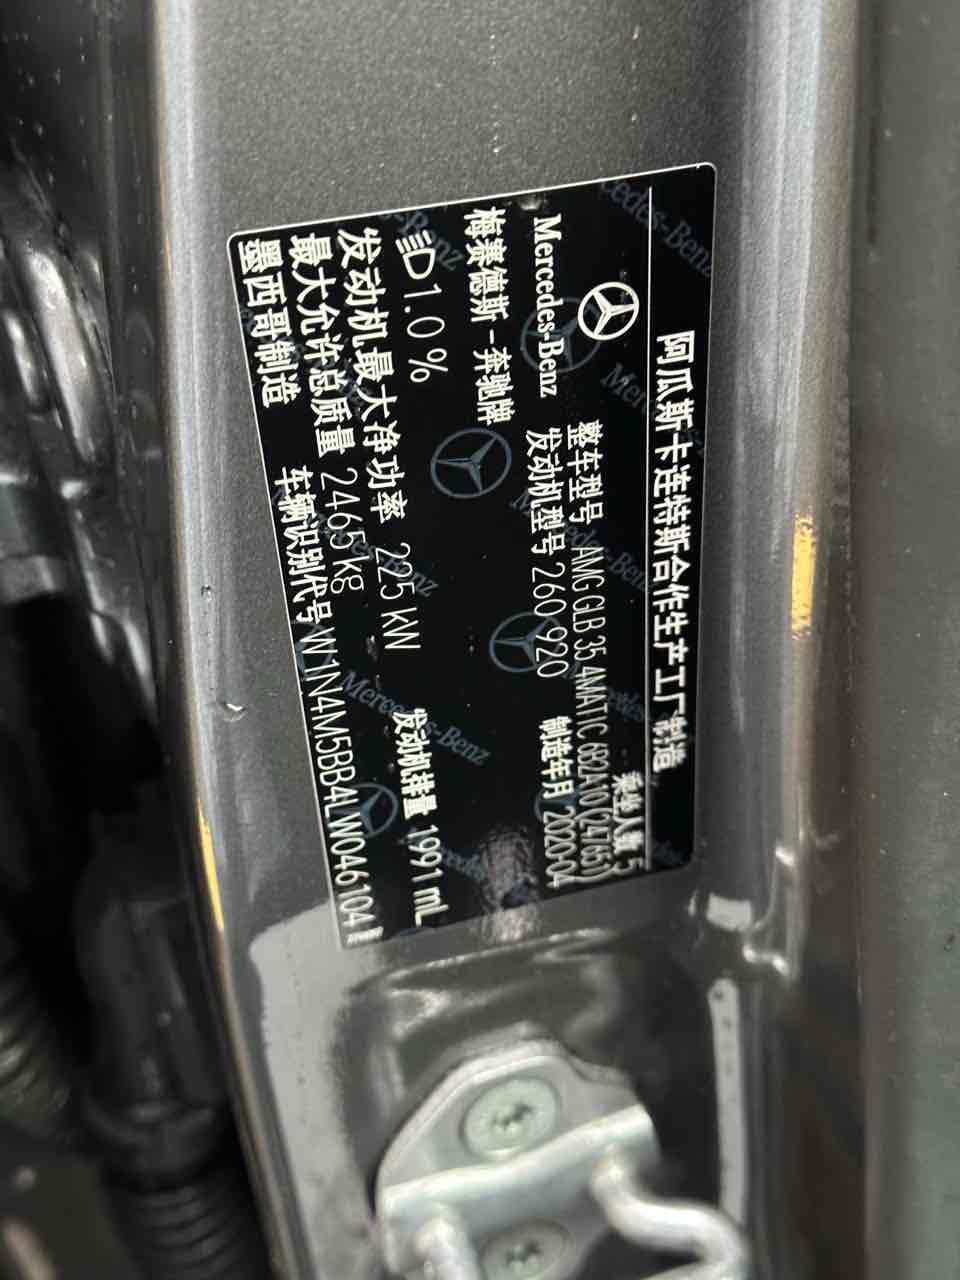 阿瓜斯卡连特斯合作生产工厂制造
乘坐人数 5
Mercedes-Benz
整车型号 AMG GLB 35 4MATIC 6B2A10 (247651)
发动机型号 260 920
制造年月 2020-04
梅赛德斯-奔驰牌
1.0%
发动机最大净功率 225 kW
发动机排量 1991 mL
最大允许总质量 2465 kg
墨西哥制造
车辆识别代号 W1N4M5BB4LW046104